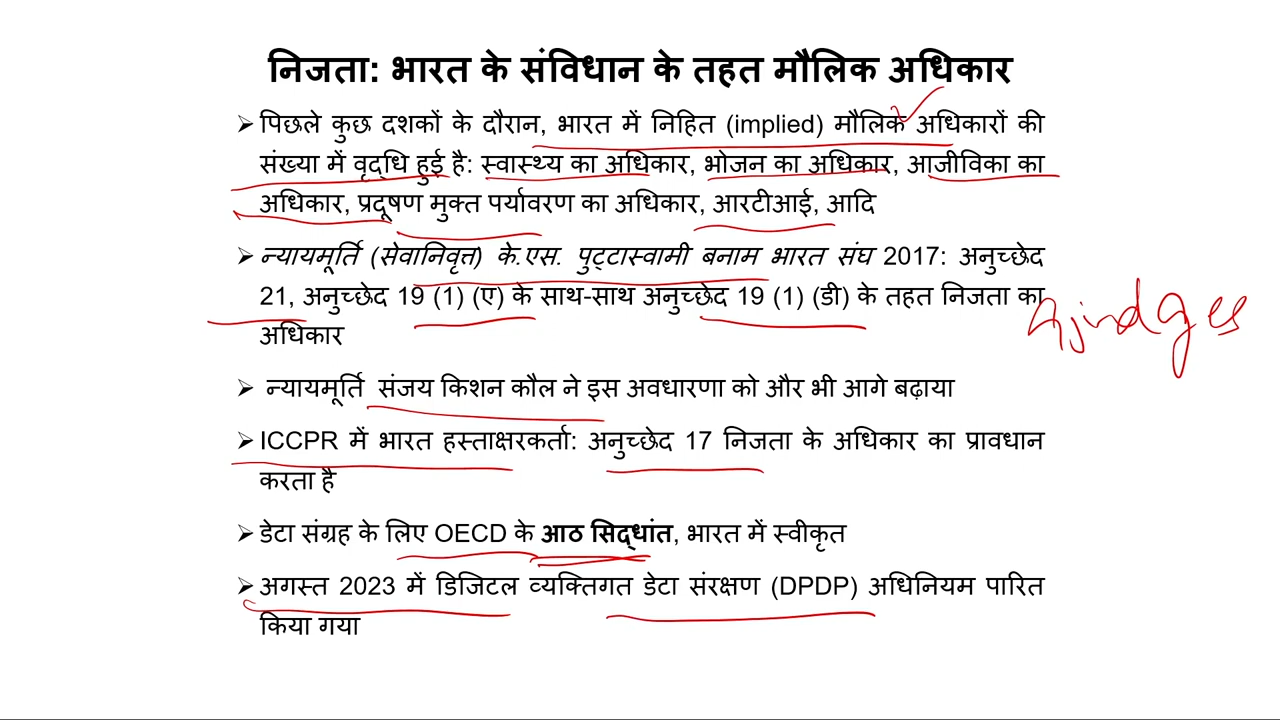 निजता: भारत के संविधान के तहत मौलिक अधिकार
➢ पिछले कुछ दशकों के दौरान, भारत में निहित (implied) मौलिक अधिकारों की
संख्या में वृद्धि हुई है: स्वास्थ्य का अधिकार, भोजन का अधिकार, आजीविका का
अधिकार, प्रदूषण मुक्त पर्यावरण का अधिकार, आरटीआई, आदि
➢ न्यायमूर्ति (सेवानिवृत्त) के.एस. पुट्टास्वामी बनाम भारत संघ 2017: अनुच्छेद
21, अनुच्छेद 19 (1) (ए) के साथ-साथ अनुच्छेद 19 (1) (डी) के तहत निजता का
अधिकार
➢ न्यायमूर्ति संजय किशन कौल ने इस अवधारणा को और भी आगे बढ़ाया
➢ ICCPR में भारत हस्ताक्षरकर्ता: अनुच्छेद 17 निजता के अधिकार का प्रावधान
करता है
➢ डेटा संग्रह के लिए OECD के आठ सिद्धांत, भारत में स्वीकृत
➢ अगस्त 2023 में डिजिटल व्यक्तिगत डेटा संरक्षण (DPDP) अधिनियम पारित
किया गया